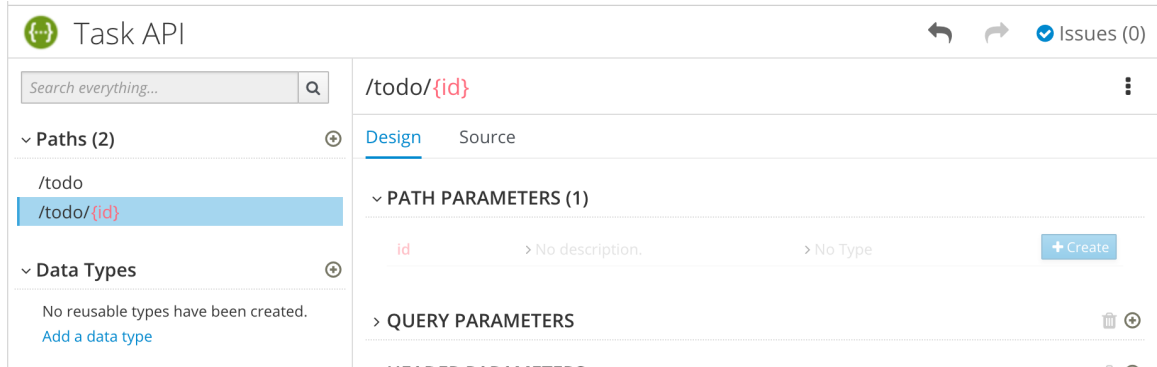 Task API
Issues (0)
Search everything...
Paths (2)
/todo
/todo/{id}
Data Types
No reusable types have been created.
Add a data type
/todo/{id}
Design Source
PATH PARAMETERS (1)
id No description. No Type Create
QUERY PARAMETERS